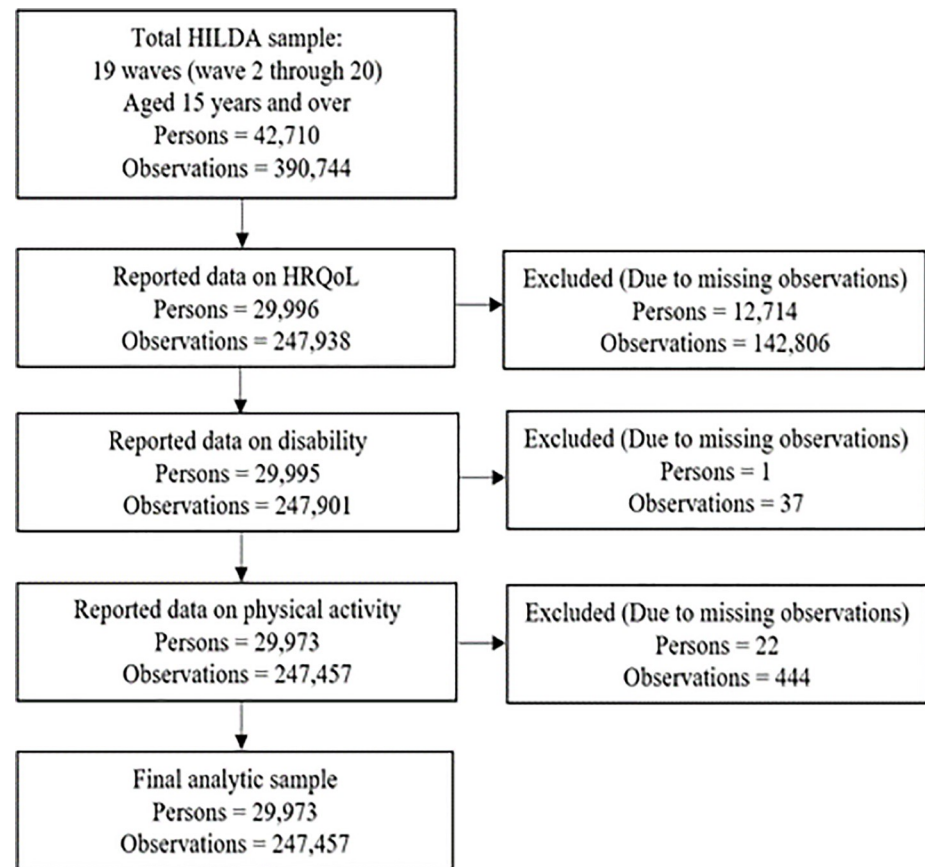 Total HILDA sample:
19 waves (wave 2 through 20)
Aged 15 years and over
Persons = 42,710
Observations = 390,744
Reported data on HRQoL
Persons = 29,996
Observations = 247,938
Excluded (Due to missing observations)
Persons = 12,714
Observations = 142,806
Reported data on disability
Persons = 29,995
Observations = 247,901
Excluded (Due to missing observations)
Persons = 1
Observations = 37
Reported data on physical activity
Persons = 29,973
Observations = 247,457
Excluded (Due to missing observations)
Persons = 22
Observations = 444
Final analytic sample
Persons = 29,973
Observations = 247,457